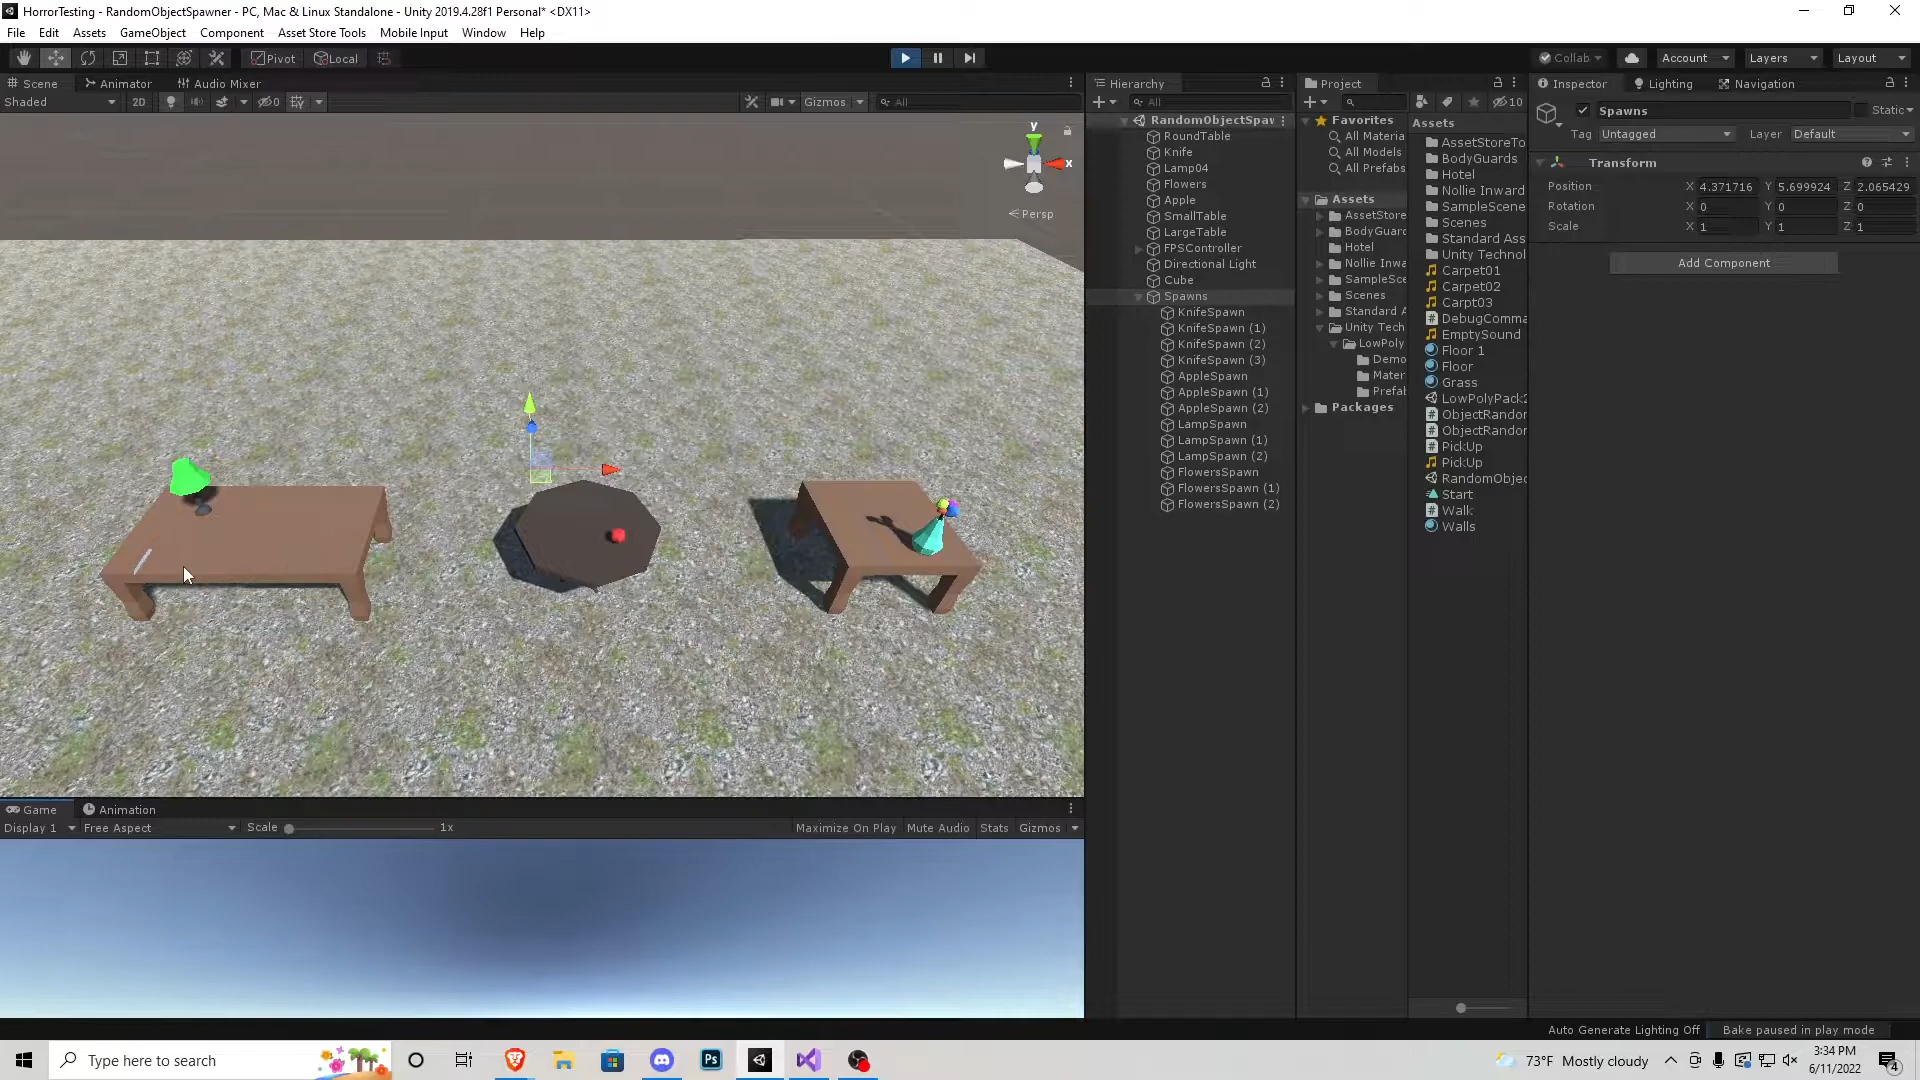 HorrorTesting - RandomObjectSpawner - PC, Mac & Linux Standalone - Unity 2019.4.28f1 Personal* <DX11>
File Edit Assets GameObject Component Asset Store Tools Mobile Input Window Help
Pivot Local Collab Account Layers Layout
Scene Animator Audio Mixer
Shaded 2D 0 Gizmos All
y
x
Persp
Hierarchy
All
RandomObjectSpaw
RoundTable
Knife
Lamp04
Flowers
Apple
SmallTable
LargeTable
FPSController
Directional Light
Cube
Spawns
KnifeSpawn
KnifeSpawn (1)
KnifeSpawn (2)
KnifeSpawn (3)
AppleSpawn
AppleSpawn (1)
AppleSpawn (2)
LampSpawn
LampSpawn (1)
LampSpawn (2)
FlowersSpawn
FlowersSpawn (1)
FlowersSpawn (2)
Project
10
Favorites
All Materia
All Models
All Prefabs
Assets
AssetStore
BodyGuard
Hotel
Nollie Inwa
SampleSce
Scenes
Standard A
Unity Tech
LowPoly
Demo
Mater
Prefab
Packages
Assets
AssetStoreTo
BodyGuards
Hotel
Nollie Inward
SampleScene
Scenes
Standard Ass
Unity Technol
Carpet01
Carpet02
Carpt03
DebugComma
EmptySound
Floor 1
Floor
Grass
LowPolyPack2
ObjectRandor
ObjectRandor
PickUp
PickUp
RandomObjec
Start
Walk
Walls
Inspector Lighting Navigation
Spawns Static
Tag Untagged Layer Default
Transform
Position X 4.371716 Y 5.699924 Z 2.065429
Rotation X 0 Y 0 Z 0
Scale X 1 Y 1 Z 1
Add Component
Game Animation
Display 1 Free Aspect Scale 1x Maximize On Play Mute Audio Stats Gizmos
Auto Generate Lighting Off Bake paused in play mode
Type here to search
Ps
73°F Mostly cloudy
3:34 PM
6/11/2022
4